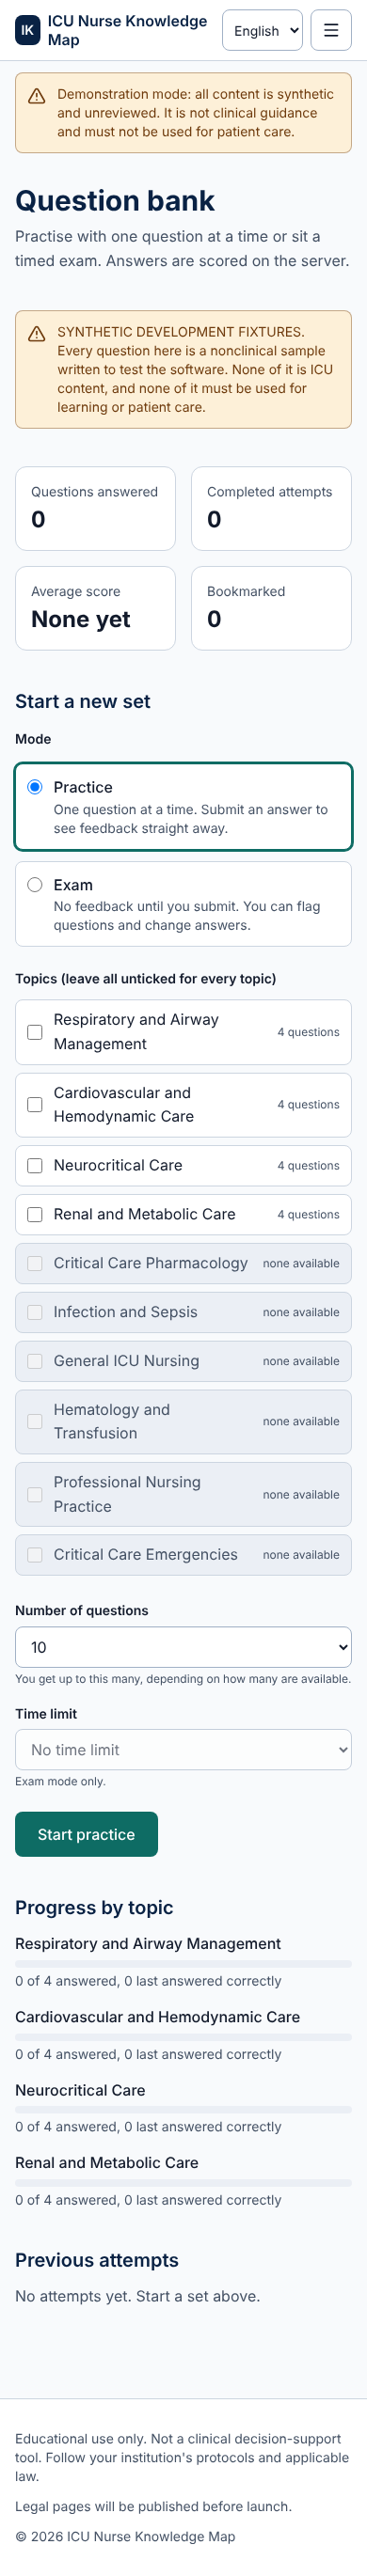 IK
ICU Nurse Knowledge
Map
English
Demonstration mode: all content is synthetic
and unreviewed. It is not clinical guidance
and must not be used for patient care.
Question bank
Practise with one question at a time or sit a
timed exam. Answers are scored on the server.
SYNTHETIC DEVELOPMENT FIXTURES.
Every question here is a nonclinical sample
written to test the software. None of it is ICU
content, and none of it must be used for
learning or patient care.
Questions answered
0
Completed attempts
0
Average score
None yet
Bookmarked
0
Start a new set
Mode
Practice
One question at a time. Submit an answer to
see feedback straight away.
Exam
No feedback until you submit. You can flag
questions and change answers.
Topics (leave all unticked for every topic)
Respiratory and Airway
Management
4 questions
Cardiovascular and
Hemodynamic Care
4 questions
Neurocritical Care
4 questions
Renal and Metabolic Care
4 questions
Critical Care Pharmacology
none available
Infection and Sepsis
none available
General ICU Nursing
none available
Hematology and
Transfusion
none available
Professional Nursing
Practice
none available
Critical Care Emergencies
none available
Number of questions
10
You get up to this many, depending on how many are available.
Time limit
No time limit
Exam mode only.
Start practice
Progress by topic
Respiratory and Airway Management
0 of 4 answered, 0 last answered correctly
Cardiovascular and Hemodynamic Care
0 of 4 answered, 0 last answered correctly
Neurocritical Care
0 of 4 answered, 0 last answered correctly
Renal and Metabolic Care
0 of 4 answered, 0 last answered correctly
Previous attempts
No attempts yet. Start a set above.
Educational use only. Not a clinical decision-support
tool. Follow your institution's protocols and applicable
law.
Legal pages will be published before launch.
© 2026 ICU Nurse Knowledge Map